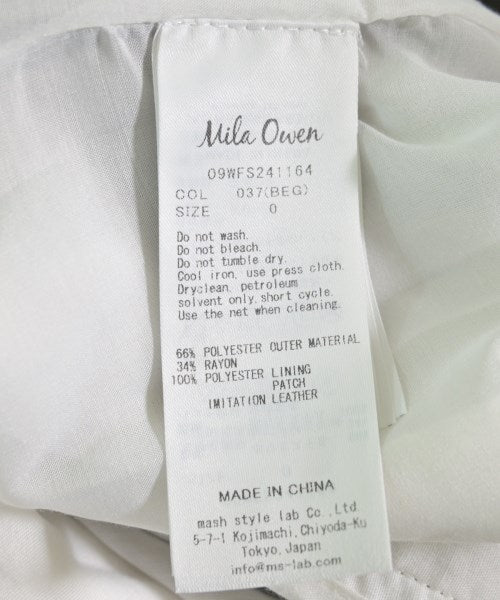 Mila Owen
09WFS241164
COL 037(BEG)
SIZE 0
Do not wash.
Do not bleach.
Do not tumble dry.
Cool iron, use press cloth.
Dryclean, petroleum
solvent only,short cycle.
Use the net when cleaning.
66% POLYESTER OUTER MATERIAL
34% RAYON
100% POLYESTER LINING
PATCH
IMITATION LEATHER
MADE IN CHINA
mash style lab Co.,Ltd.
5-7-1 Kojimachi,Chiyoda-Ku
Tokyo,Japan
info@ms-lab.com